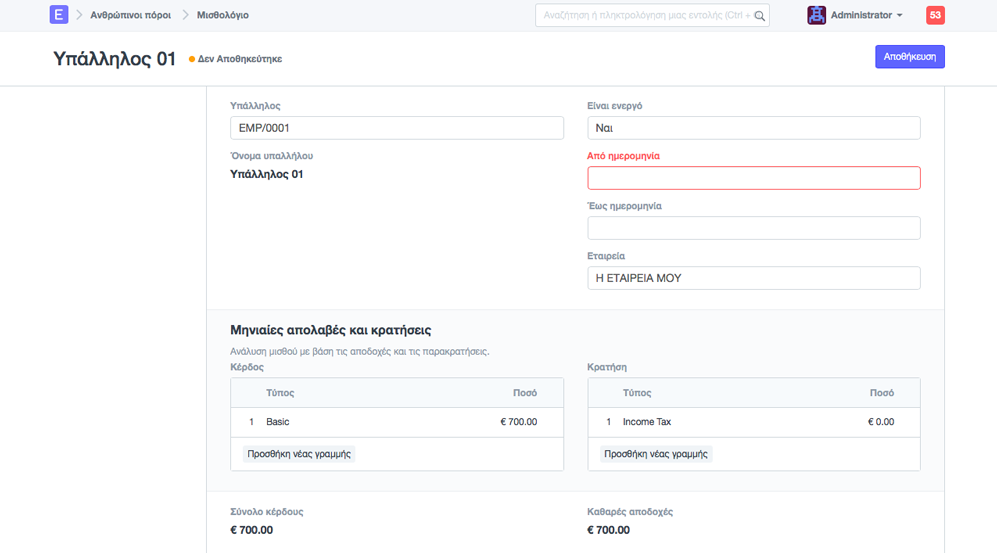 E Ανθρώπινοι πόροι Μισθολόγιο Αναζήτηση ή πληκτρολόγηση μιας εντολής (Ctrl + Administrator 53
Υπάλληλος 01 Δεν Αποθηκεύτηκε Αποθήκευση
Υπάλληλος
EMP/0001
Όνομα υπαλλήλου
Υπάλληλος 01
Είναι ενεργό
Ναι
Από ημερομηνία
Έως ημερομηνία
Εταιρεία
Η ΕΤΑΙΡΕΙΑ ΜΟΥ
Μηνιαίες απολαβές και κρατήσεις
Ανάλυση μισθού με βάση τις αποδοχές και τις παρακρατήσεις.
Κέρδος
Τύπος Ποσό
1 Basic € 700.00
Προσθήκη νέας γραμμής
Κρατήση
Τύπος Ποσό
1 Income Tax € 0.00
Προσθήκη νέας γραμμής
Σύνολο κέρδους
€ 700.00
Καθαρές αποδοχές
€ 700.00